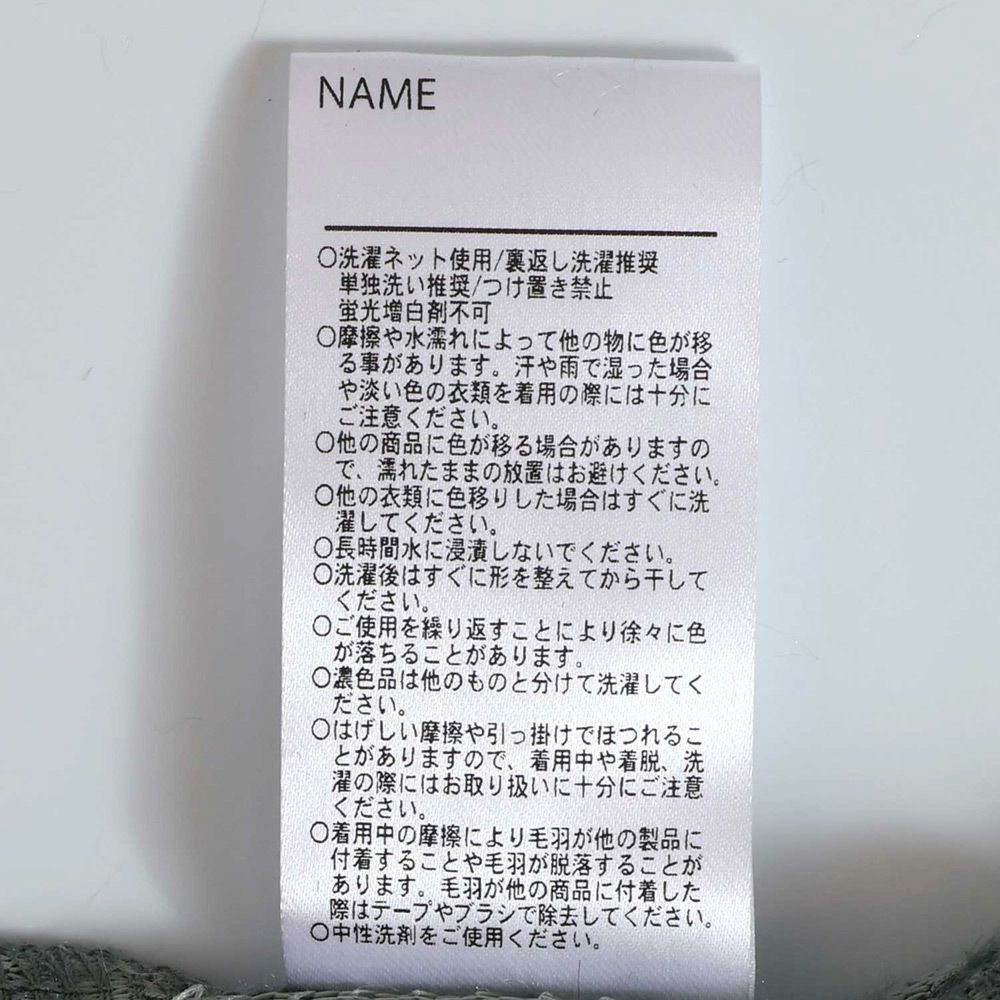 NAME
○洗濯ネット使用/裏返し洗濯推奨
単独洗い推奨/つけ置き禁止
蛍光増白剤不可
○摩擦や水濡れによって他の物に色が移
る事があります。汗や雨で湿った場合
や淡い色の衣類を着用の際には十分に
ご注意ください。
○他の商品に色が移る場合がありますの
で、濡れたままの放置はお避けください。
○他の衣類に色移りした場合はすぐに洗
濯してください。
○長時間水に浸漬しないでください。
○洗濯後はすぐに形を整えてから干して
ください。
○ご使用を繰り返すことにより徐々に色
が落ちることがあります。
○濃色品は他のものと分けて洗濯してく
ださい。
○はげしい摩擦や引っ掛けでほつれるこ
とがありますので、着用中や着脱、洗
濯の際にはお取り扱いに十分にご注意
ください。
○着用中の摩擦により毛羽が他の製品に
付着することや毛羽が脱落することが
あります。毛羽が他の商品に付着した
際はテープやブラシで除去してください。
○中性洗剤をご使用ください。